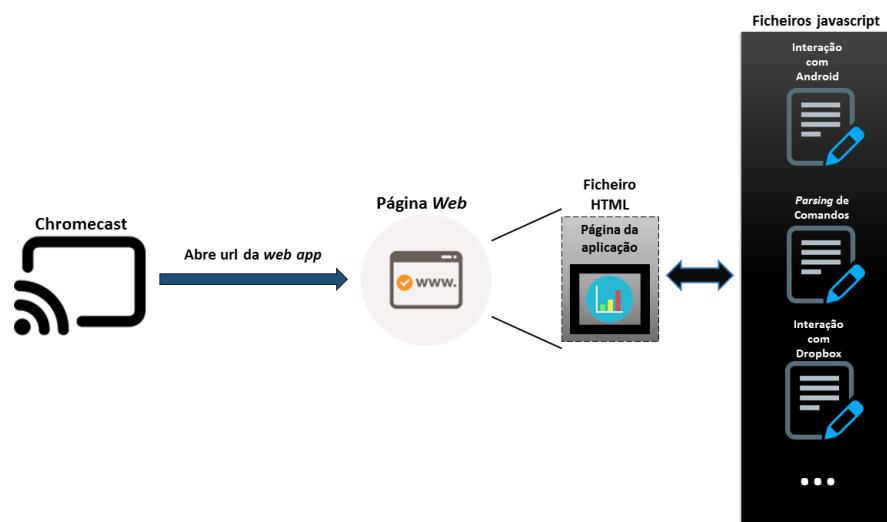 Chromecast
Abre url da web app
Página Web
www.
Ficheiro
HTML
Página da
aplicação
Ficheiros javascript
Interação
com
Android
Parsing de
Comandos
Interação
com
Dropbox
...